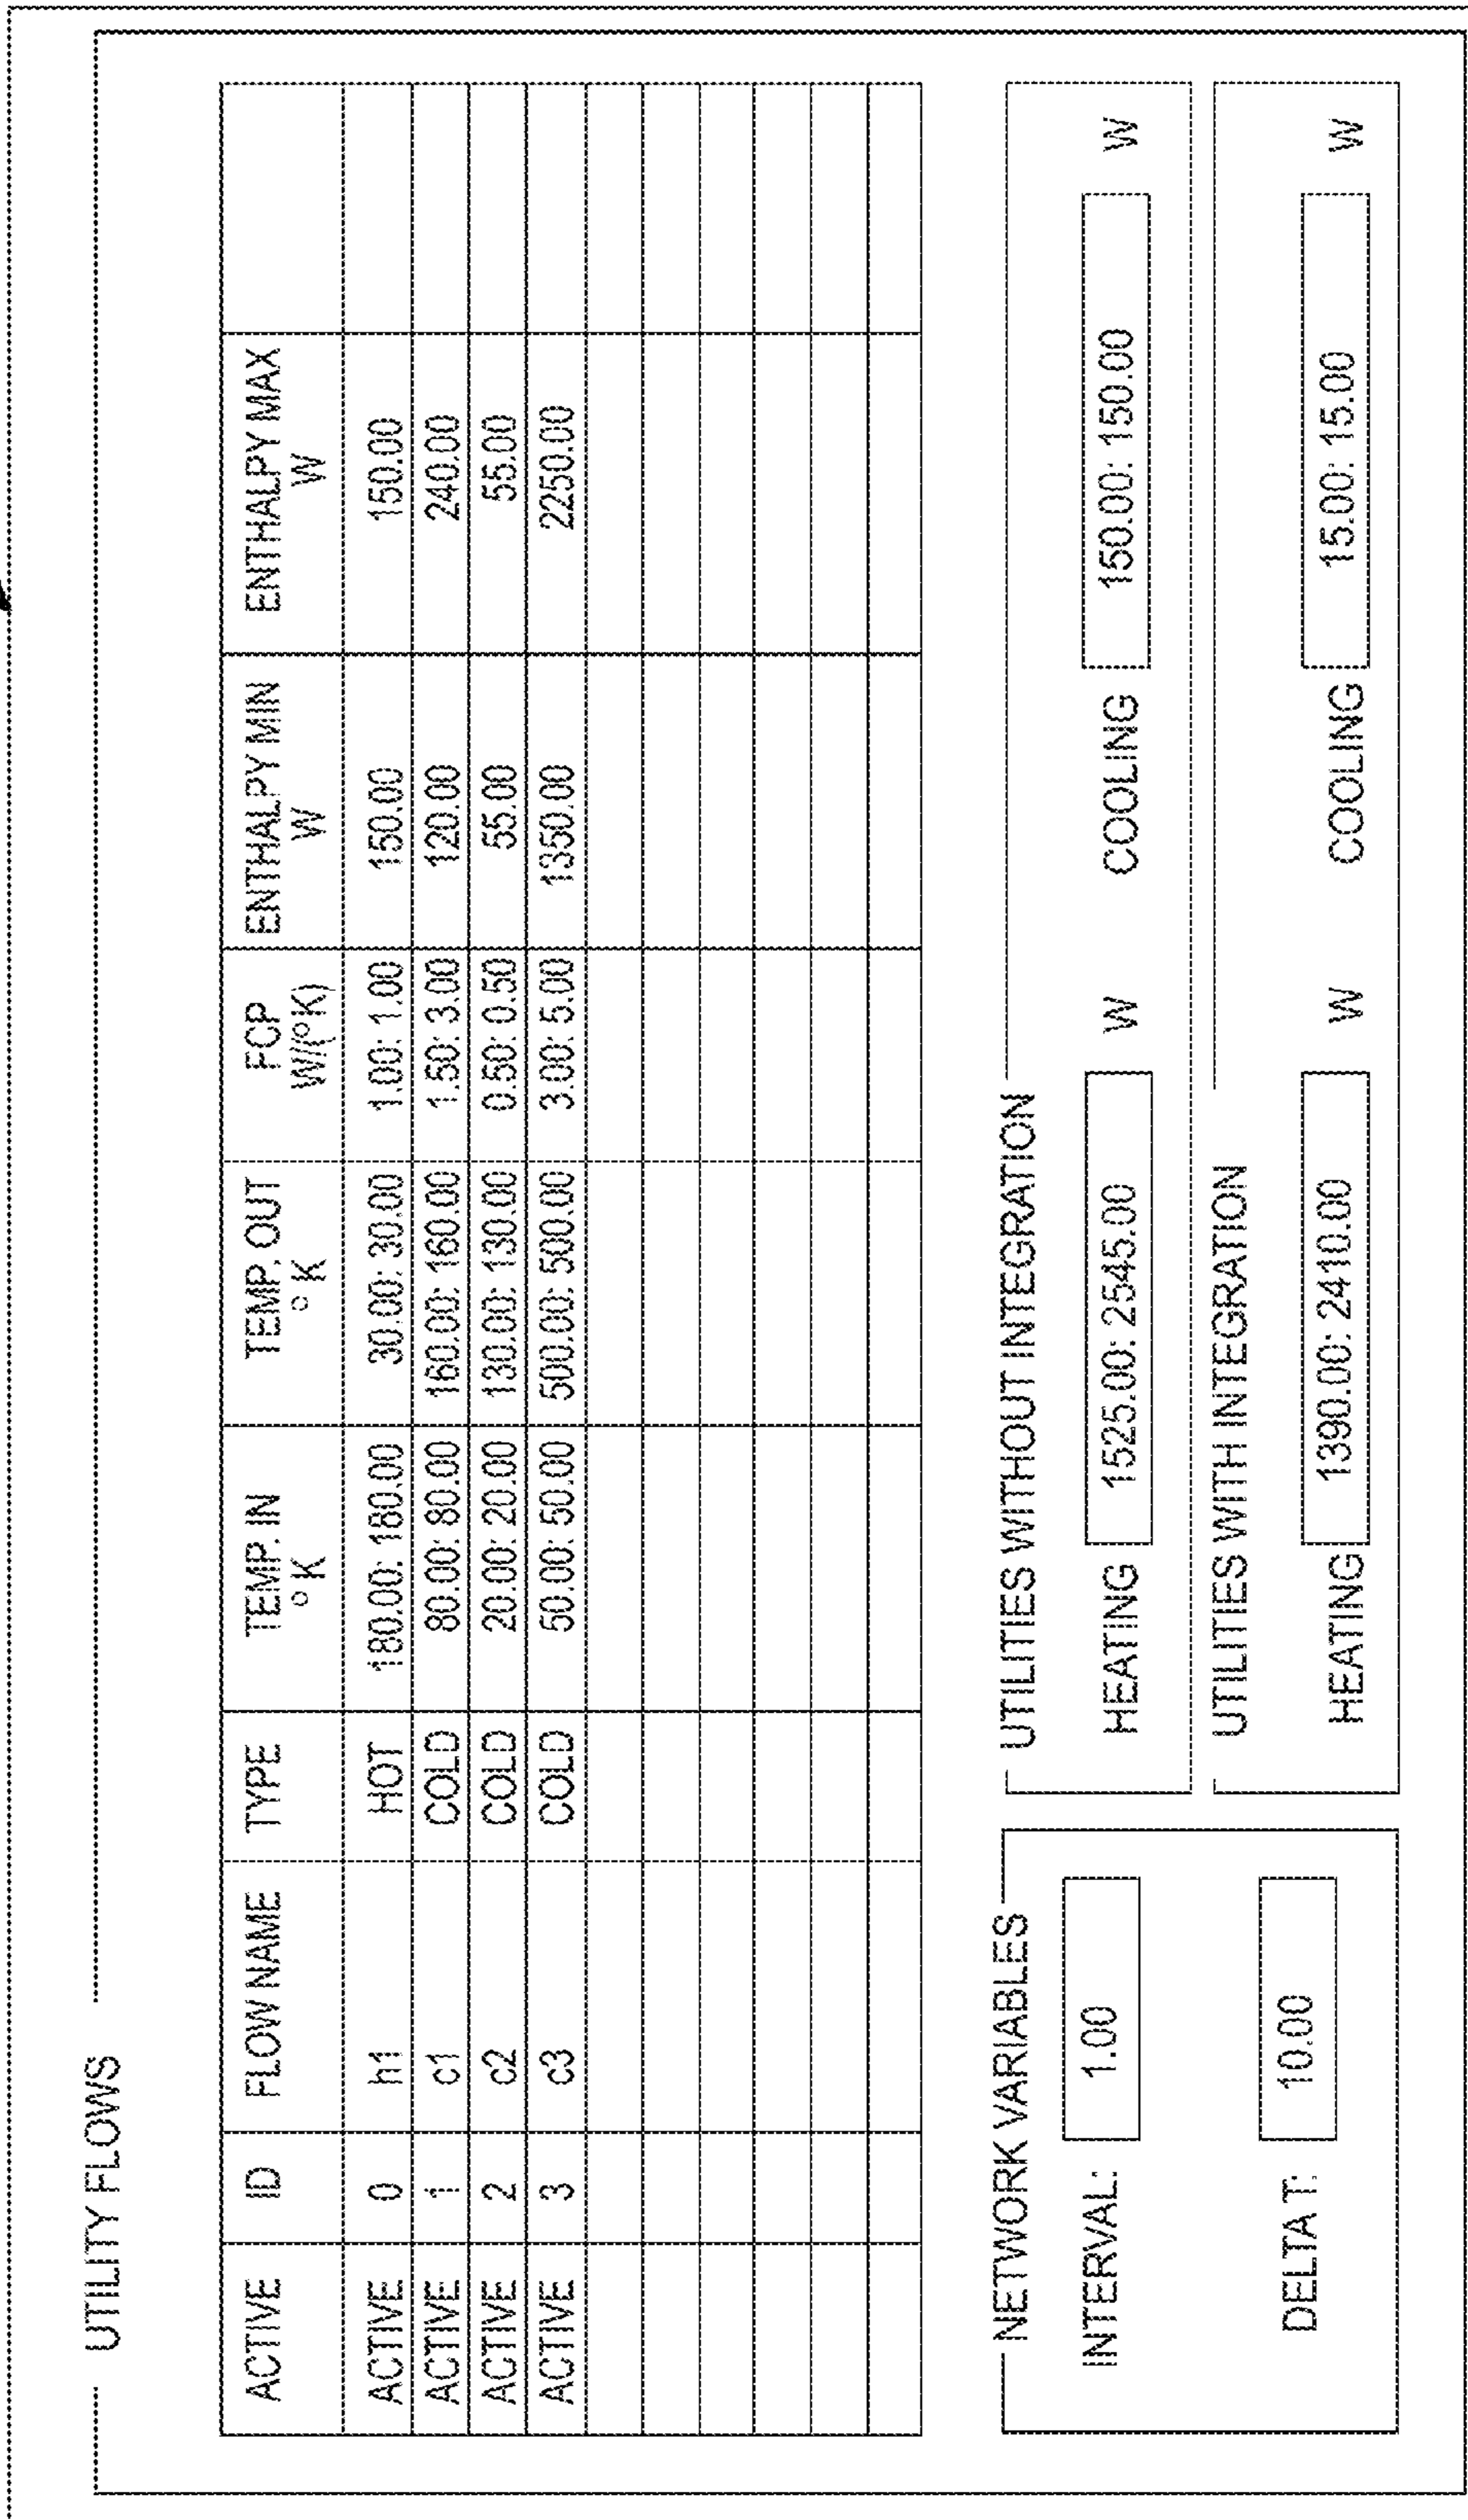 UTILITY FLOWS
ACTIVE ID FLOW NAME TYPE TEMP. IN TEMP. OUT FCP ENTHALPY MIN ENTHALPY MAX
°K °K W/(°K) W W
ACTIVE 0 h1 HOT 180.00: 180.00 30.00: 30.00 1.00: 1.00 150.00 150.00
ACTIVE 1 c1 COLD 80.00: 80.00 160.00: 160.00 1.50: 3.00 120.00 240.00
ACTIVE 2 c2 COLD 20.00: 20.00 130.00: 130.00 0.50: 0.50 55.00 55.00
ACTIVE 3 c3 COLD 50.00: 50.00 500.00: 500.00 3.00: 5.00 1350.00 2250.00
NETWORK VARIABLES
INTERVAL: 1.00
DELTA T: 10.00
UTILITIES WITHOUT INTEGRATION
HEATING 1525.00: 2545.00 W COOLING 150.00: 150.00 W
UTILITIES WITH INTEGRATION
HEATING 1390.00: 2410.00 W COOLING 15.00: 15.00 W